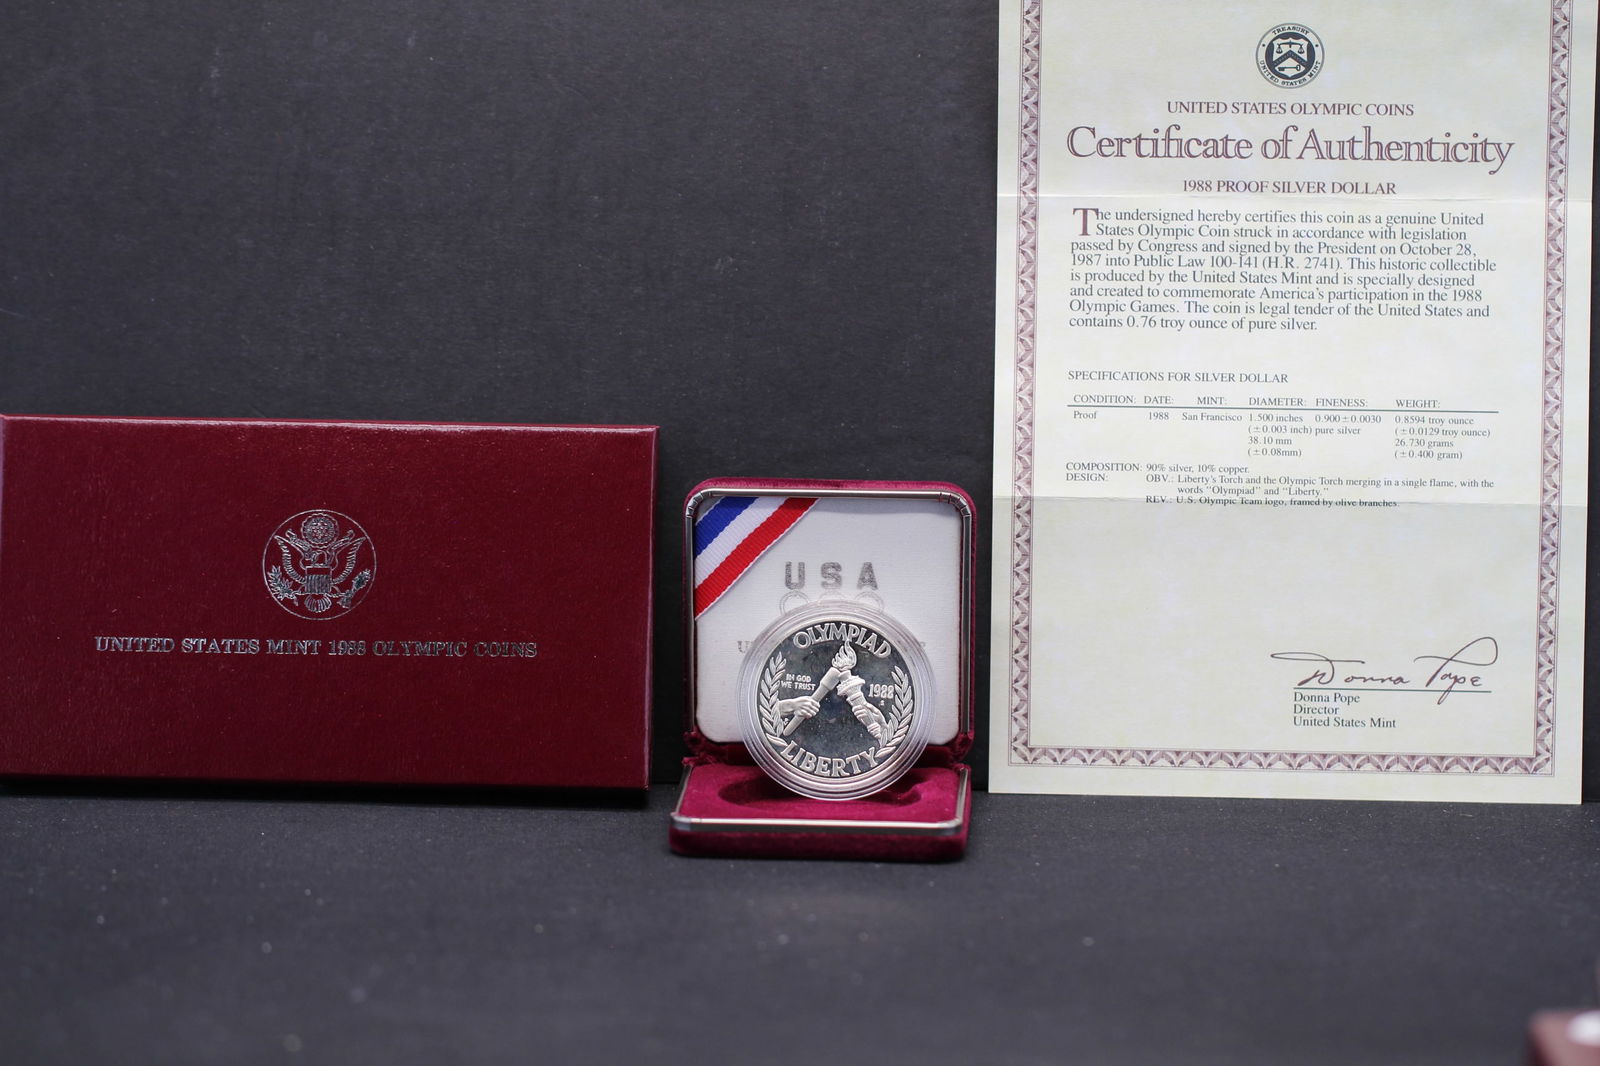 UNITED STATES MINT 1988 OLYMPIC COINS
USA
OLYMPIAD
IN GOD
WE TRUST
1988
S
LIBERTY
TREASURY
UNITED STATES MINT
UNITED STATES OLYMPIC COINS
Certificate of Authenticity
1988 PROOF SILVER DOLLAR
The undersigned hereby certifies this coin as a genuine United
States Olympic Coin struck in accordance with legislation
passed by Congress and signed by the President on October 28,
1987 into Public Law 100-141 (H.R. 2741). This historic collectible
is produced by the United States Mint and is specially designed
and created to commemorate America's participation in the 1988
Olympic Games. The coin is legal tender of the United States and
contains 0.76 troy ounce of pure silver.
SPECIFICATIONS FOR SILVER DOLLAR
CONDITION: DATE: MINT: DIAMETER: FINENESS: WEIGHT:
Proof 1988 San Francisco 1.500 inches 0.900 ± 0.0030 0.8594 troy ounce
(±0.003 inch) pure silver (±0.0129 troy ounce)
38.10 mm 26.730 grams
(±0.08mm) (±0.400 gram)
COMPOSITION: 90% silver, 10% copper.
DESIGN: OBV.: Liberty's Torch and the Olympic Torch merging in a single flame, with the
words "Olympiad" and "Liberty."
REV.: U.S. Olympic Team logo, framed by olive branches.
Donna Pope
Donna Pope
Director
United States Mint